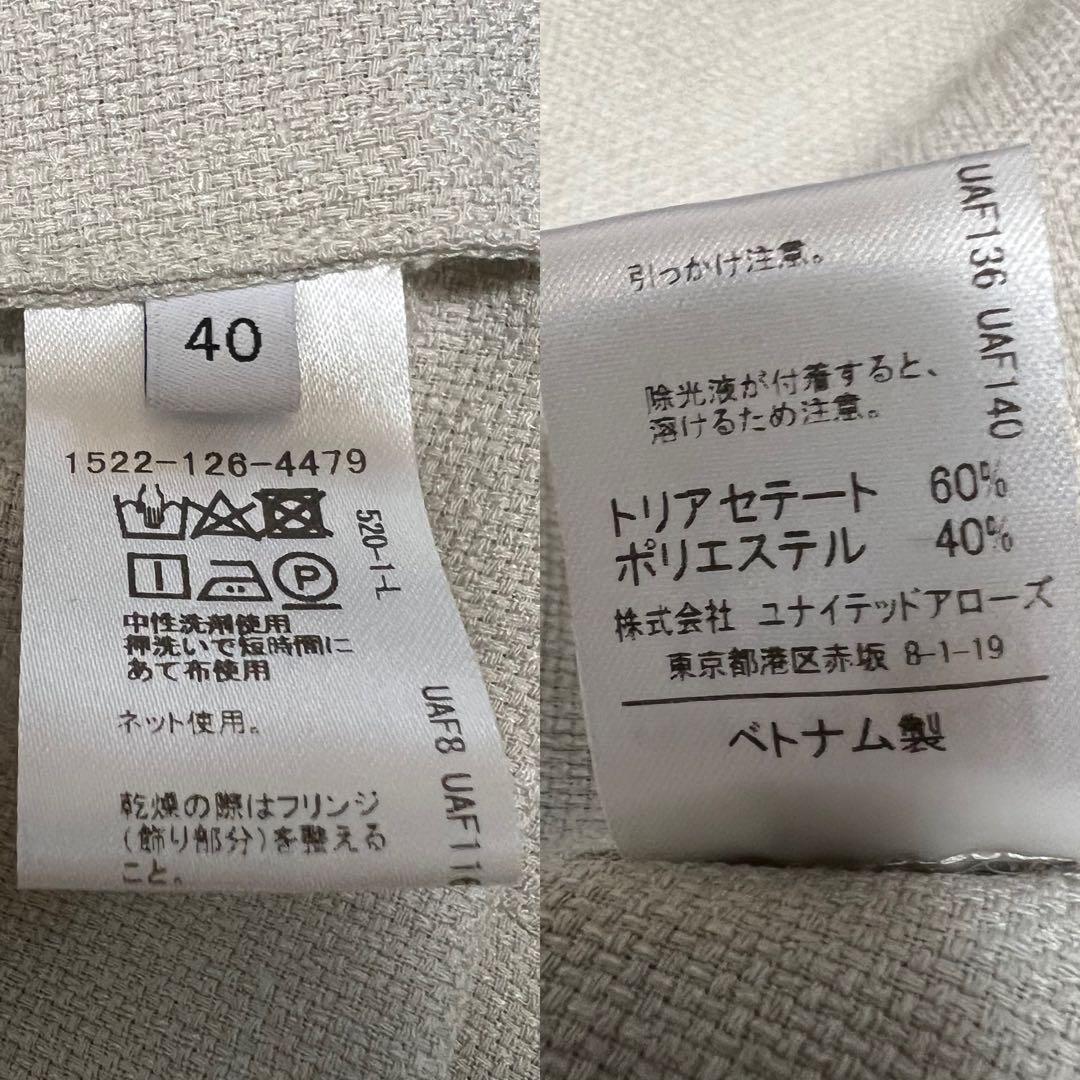 40
1522-126-4479
520-1-L
P
中性洗剤使用
押洗いで短時間に
あて布使用
ネット使用。
乾燥の際はフリンジ
(飾り部分)を整える
こと。
UAF8 UAF116
引っかけ注意。
除光液が付着すると、
溶けるため注意。
トリアセテート 60%
ポリエステル 40%
株式会社 ユナイテッドアローズ
東京都港区赤坂 8-1-19
ベトナム製
UAF136 UAF140